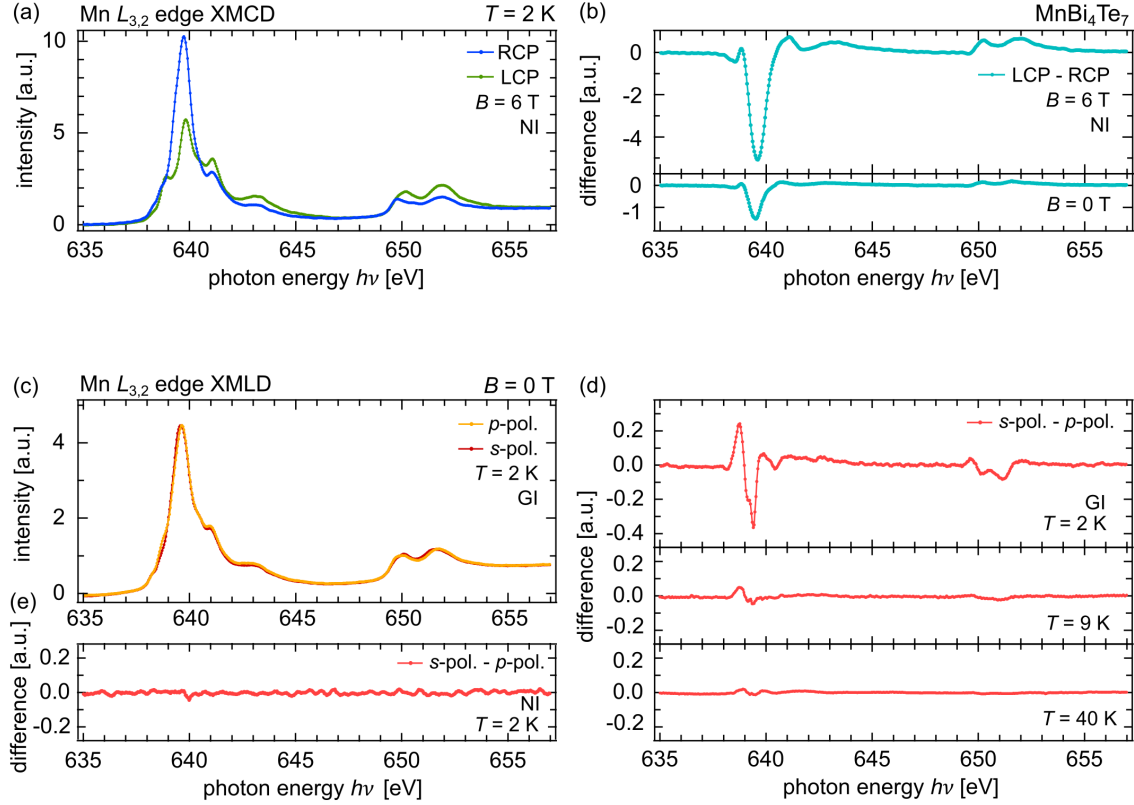 (a) Mn L3,2 edge XMCD T = 2 K
10
5
0
intensity [a.u.]
RCP
LCP
B = 6 T
NI
635 640 645 650 655
photon energy hν [eV]
(b) MnBi4Te7
0
-2
-4
0
-1
difference [a.u.]
LCP - RCP
B = 6 T
NI
B = 0 T
635 640 645 650 655
photon energy hν [eV]
(c) Mn L3,2 edge XMLD B = 0 T
4
2
0
intensity [a.u.]
p-pol.
s-pol.
T = 2 K
GI
635 640 645 650 655
(d)
0.2
0.0
-0.2
-0.4
0.2
0.0
-0.2
0.2
0.0
-0.2
difference [a.u.]
s-pol. - p-pol.
GI
T = 2 K
T = 9 K
T = 40 K
635 640 645 650 655
photon energy hν [eV]
(e)
0.2
0.0
-0.2
difference [a.u.]
s-pol. - p-pol.
NI
T = 2 K
635 640 645 650 655
photon energy hν [eV]